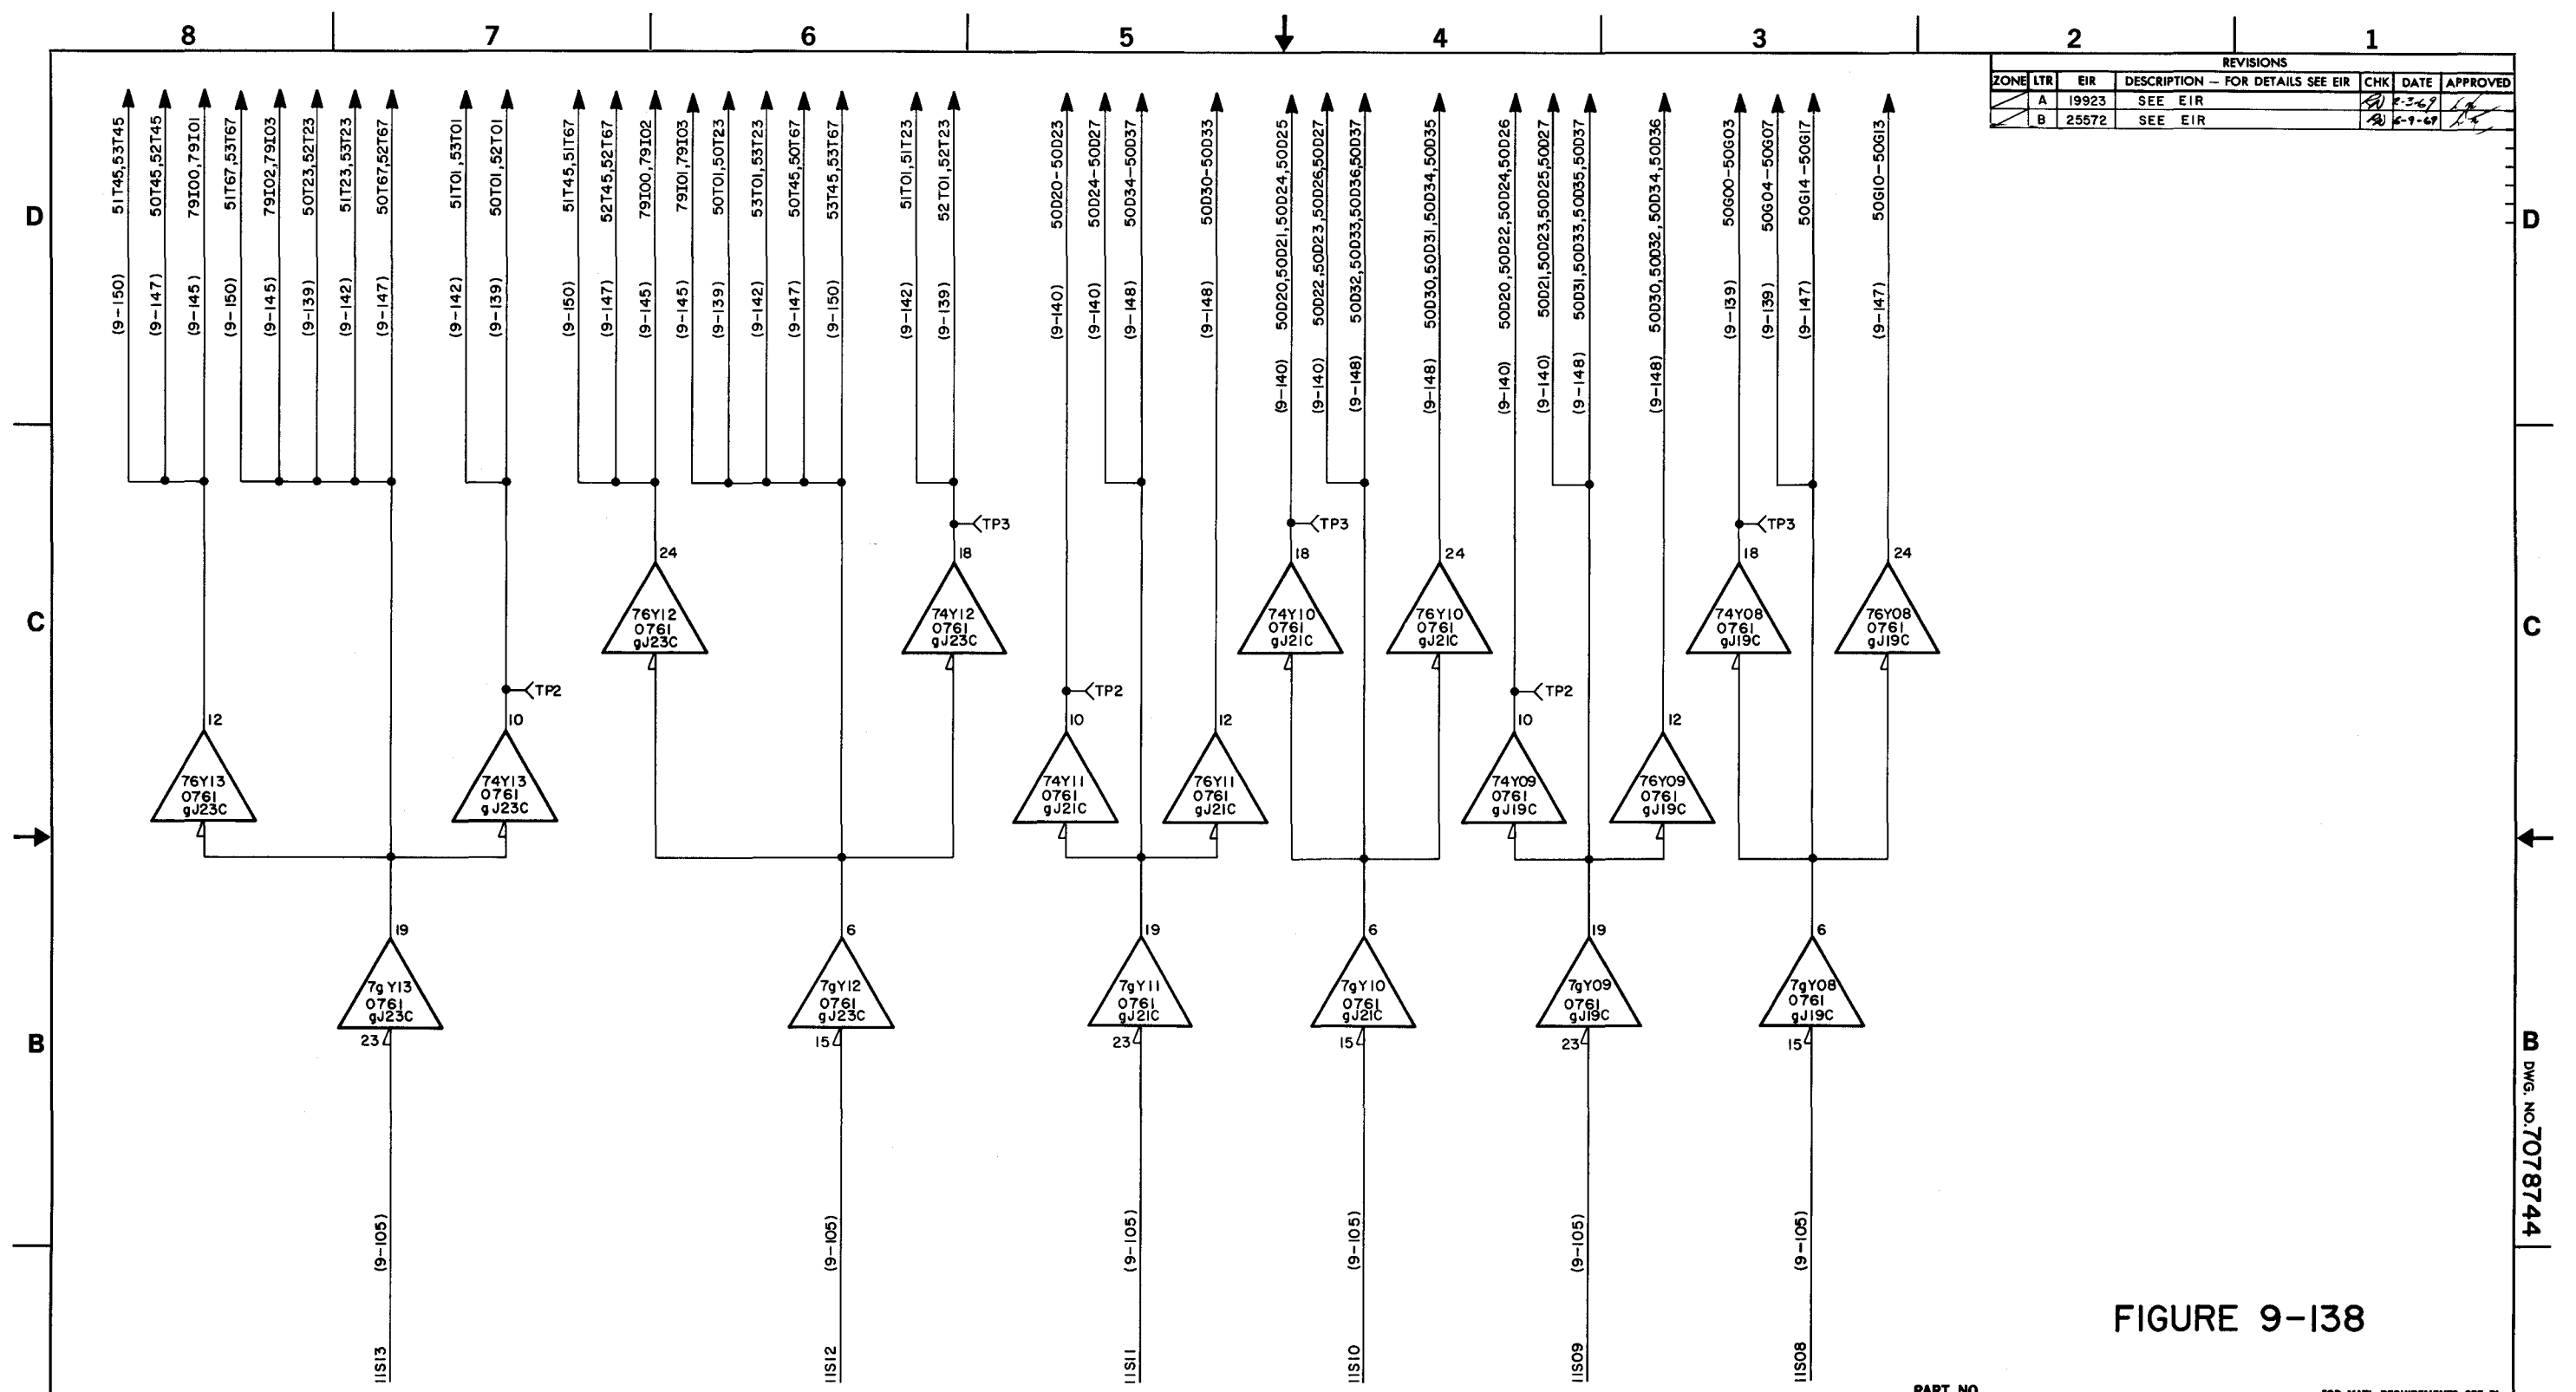 8 7 6 5 4 3 2 1
REVISIONS
ZONE LTR EIR DESCRIPTION — FOR DETAILS SEE EIR CHK DATE APPROVED
A 19923 SEE EIR 2-3-69
B 25572 SEE EIR 6-9-69
D
D
(9-150) 51T45,53T45
(9-147) 50T45,52T45
(9-145) 79I00,79I01
(9-150) 51T67,53T67
(9-145) 79I02,79I03
(9-139) 50T23,52T23
(9-142) 51T23,53T23
(9-147) 50T67,52T67
(9-142) 51T01,53T01
(9-139) 50T01,52T01
(9-150) 51T45,51T67
(9-147) 52T45,52T67
(9-145) 79I00,79I02
(9-145) 79I01,79I03
(9-139) 50T01,50T23
(9-142) 53T01,53T23
(9-147) 50T45,50T67
(9-150) 53T45,53T67
(9-142) 51T01,51T23
(9-139) 52T01,52T23
(9-140) 50D20-50D23
(9-140) 50D24-50D27
(9-148) 50D34-50D37
(9-148) 50D30-50D33
(9-140) 50D20,50D21,50D24,50D25
(9-140) 50D22,50D23,50D26,50D27
(9-148) 50D32,50D33,50D36,50D37
(9-148) 50D30,50D31,50D34,50D35
(9-140) 50D20,50D22,50D24,50D26
(9-140) 50D21,50D23,50D25,50D27
(9-148) 50D31,50D33,50D35,50D37
(9-148) 50D30,50D32,50D34,50D36
(9-139) 50G00-50G03
(9-139) 50G04-50G07
(9-147) 50G14-50G17
(9-147) 50G10-50G13
TP3 TP3 TP3
24 18 18 24 18 24
C
C
76Y12
0761
gJ23C
74Y12
0761
gJ23C
74Y10
0761
gJ21C
76Y10
0761
gJ21C
74Y08
0761
gJ19C
76Y08
0761
gJ19C
TP2 TP2 TP2
12 10 10 12 10 12
76Y13
0761
gJ23C
74Y13
0761
gJ23C
74Y11
0761
gJ21C
76Y11
0761
gJ21C
74Y09
0761
gJ19C
76Y09
0761
gJ19C
19 6 19 6 19 6
7gY13
0761
gJ23C
7gY12
0761
gJ23C
7gY11
0761
gJ21C
7gY10
0761
gJ21C
7gY09
0761
gJ19C
7gY08
0761
gJ19C
23 15 23 15 23 15
B
B
DWG. NO. 7078744
11S13 (9-105)
11S12 (9-105)
11S11 (9-105)
11S10 (9-105)
11S09 (9-105)
11S08 (9-105)
FIGURE 9-138
PART NO